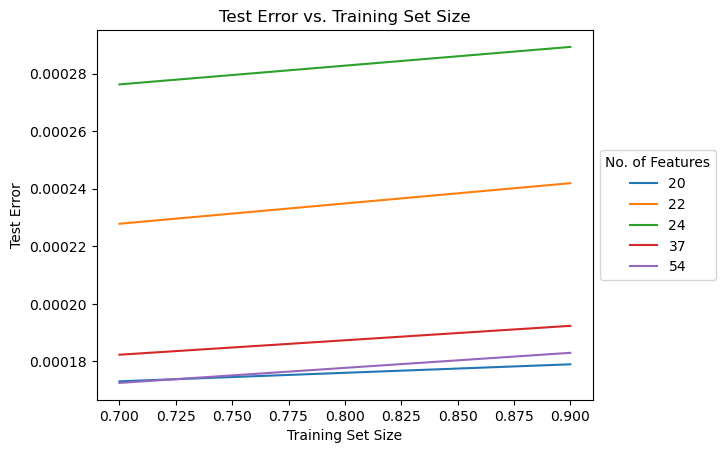 Test Error vs. Training Set Size
Test Error
0.00028
0.00026
0.00024
0.00022
0.00020
0.00018
0.700 0.725 0.750 0.775 0.800 0.825 0.850 0.875 0.900
Training Set Size
No. of Features
20
22
24
37
54